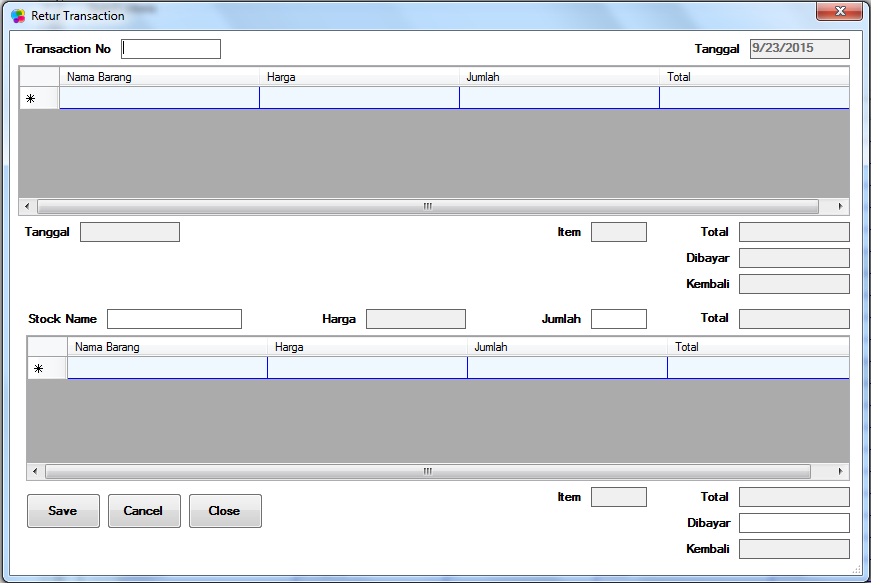 Retur Transaction
Transaction No Tanggal 9/23/2015
Nama Barang Harga Jumlah Total
Tanggal Item Total
Dibayar
Kembali
Stock Name Harga Jumlah Total
Nama Barang Harga Jumlah Total
Save Cancel Close Item Total
Dibayar
Kembali